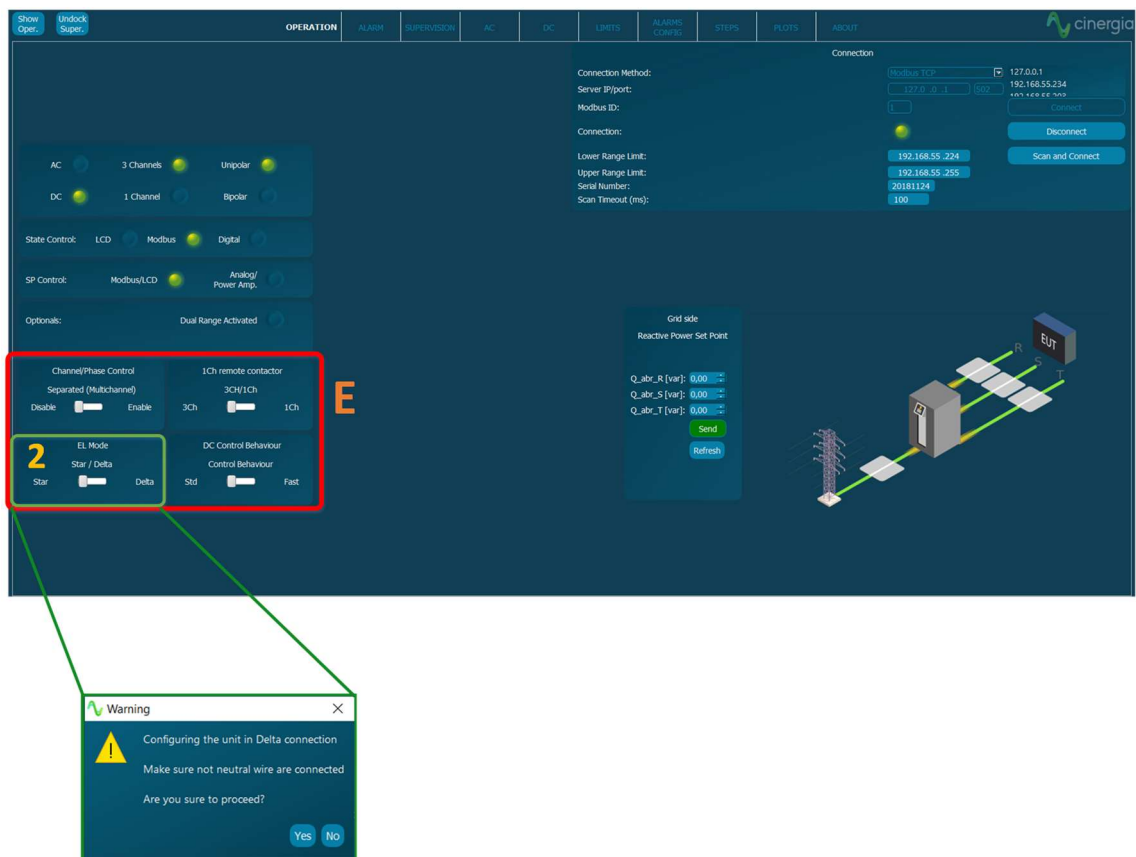 Show Oper.
Undock Super.
OPERATION
ALARM
SUPERVISION
AC
DC
LIMITS
ALARMS CONFIG
STEPS
PLOTS
ABOUT
cinergia
Connection
Connection Method:
Modbus TCP
127.0.0.1
192.168.55.234
Server IP/port:
127.0 .0 .1
502
Modbus ID:
1
Connect
Connection:
Disconnect
Lower Range Limit:
192.168.55 .224
Scan and Connect
Upper Range Limit:
192.168.55 .255
Serial Number:
20181124
Scan Timeout (ms):
100
AC
3 Channels
Unipolar
DC
1 Channel
Bipolar
State Control:
LCD
Modbus
Digital
SP Control:
Modbus/LCD
Analog/
Power Amp.
Optionals:
Dual Range Activated
Channel/Phase Control
Separated (Multichannel)
Disable
Enable
1Ch remote contactor
3CH/1Ch
3Ch
1Ch
E
2
EL Mode
Star / Delta
Star
Delta
DC Control Behaviour
Control Behaviour
Std
Fast
Grid side
Reactive Power Set Point
Q_abr_R [var]: 0,00
Q_abr_S [var]: 0,00
Q_abr_T [var]: 0,00
Send
Refresh
EUT
R
S
T
Warning
Configuring the unit in Delta connection
Make sure not neutral wire are connected
Are you sure to proceed?
Yes
No